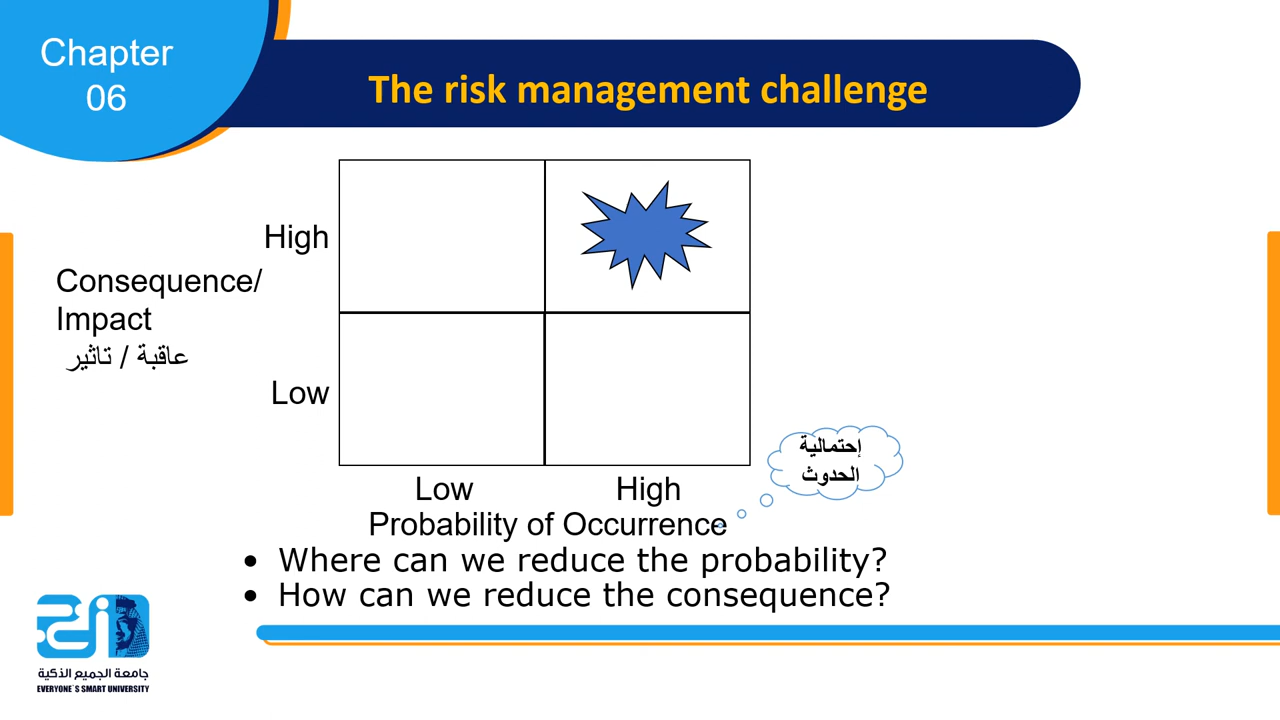 Chapter
06
The risk management challenge
High
Consequence/
Impact
عاقبة / تاثير
Low
إحتمالية
الحدوث
Low High
Probability of Occurrence
• Where can we reduce the probability?
• How can we reduce the consequence?
جامعة الجميع الذكية
EVERYONE`S SMART UNIVERSITY